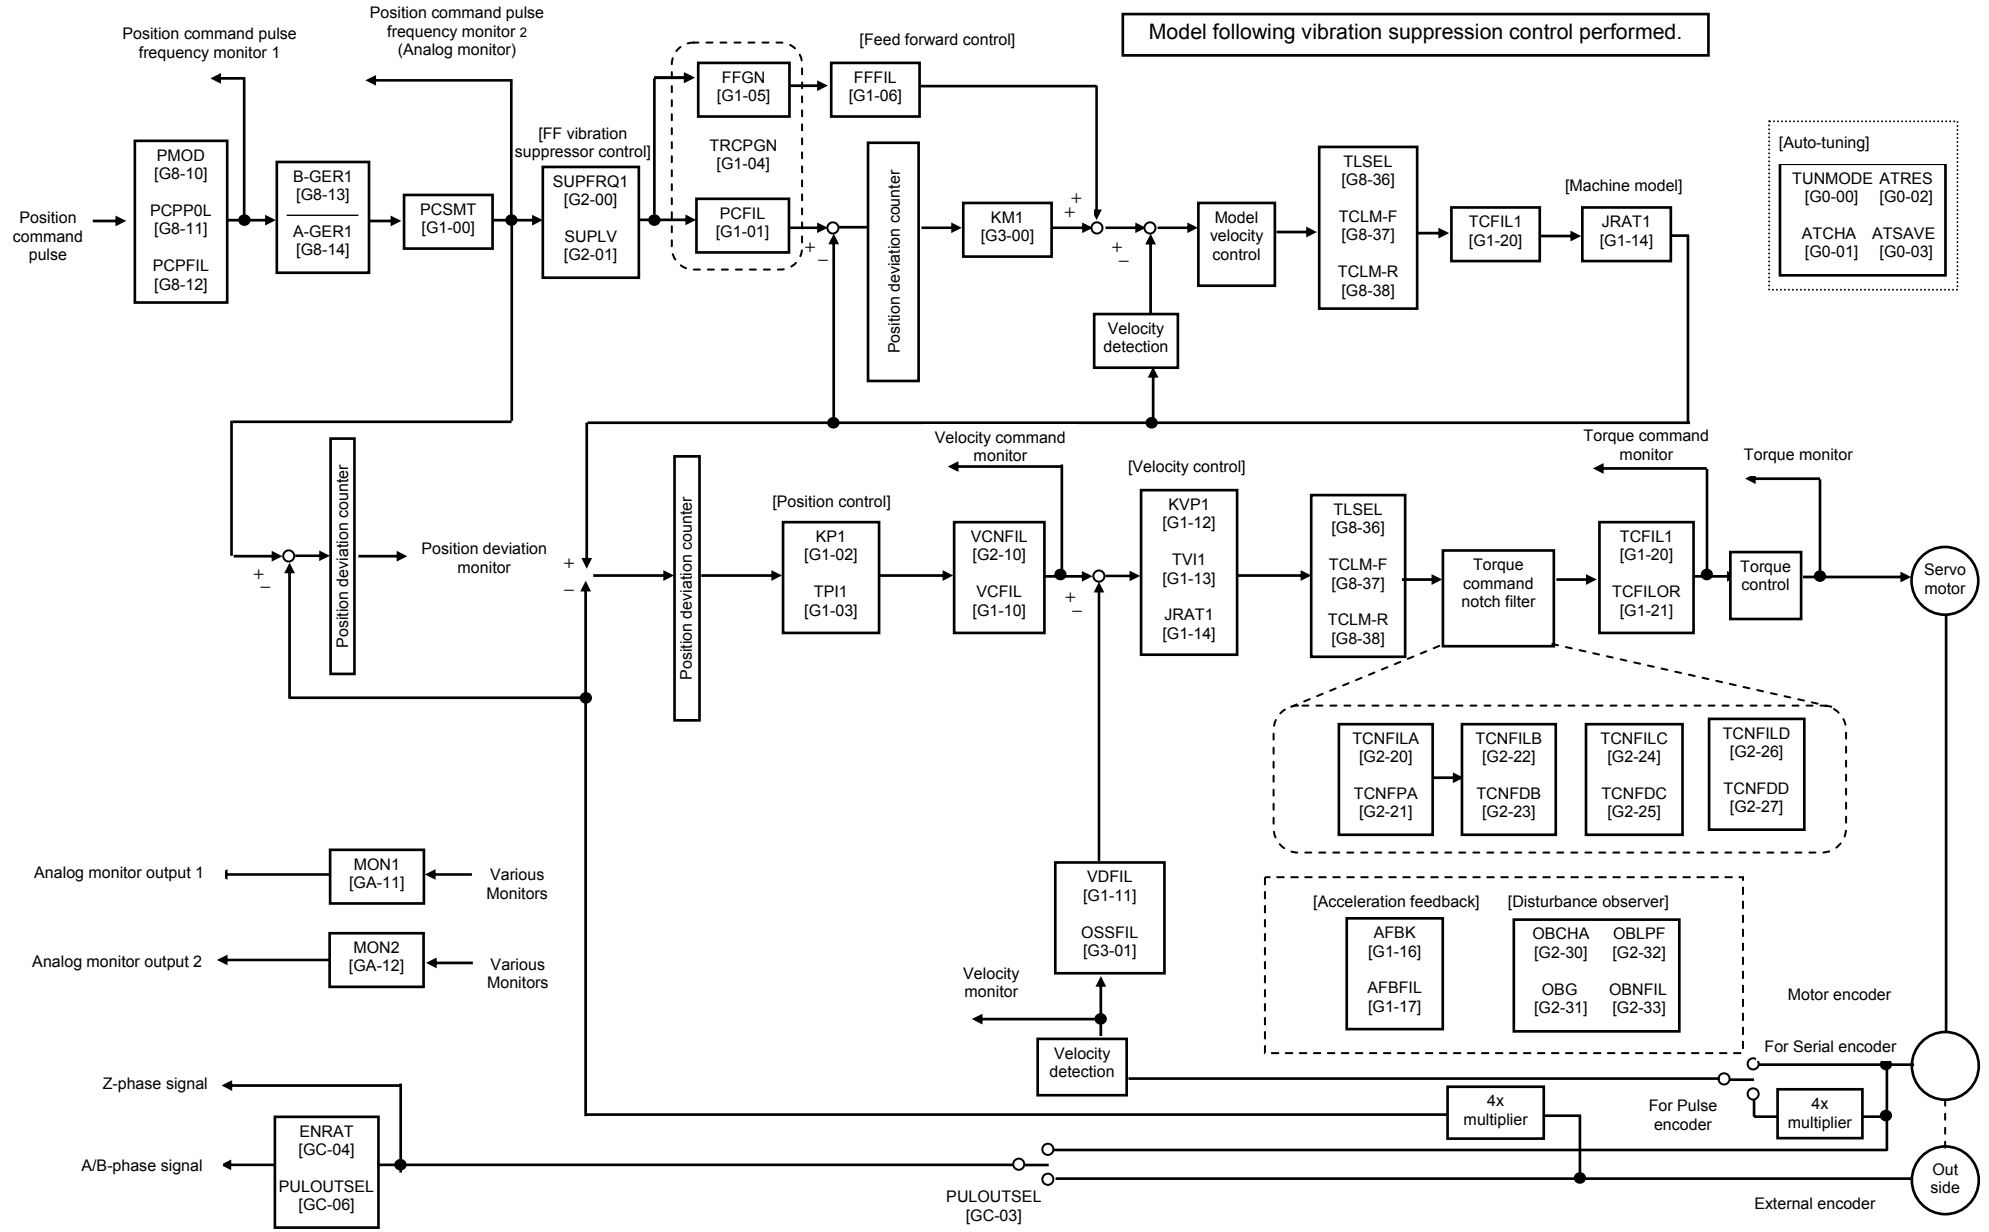 Model following vibration suppression control performed.
Position command pulse
frequency monitor 1
Position command pulse
frequency monitor 2
(Analog monitor)
[Feed forward control]
FFGN
[G1-05]
FFFIL
[G1-06]
TRCPGN
[G1-04]
[FF vibration
suppressor control]
Position
command
pulse
PMOD
[G8-10]
PCPP0L
[G8-11]
PCPFIL
[G8-12]
B-GER1
[G8-13]
A-GER1
[G8-14]
PCSMT
[G1-00]
SUPFRQ1
[G2-00]
SUPLV
[G2-01]
PCFIL
[G1-01]
+
−
Position deviation counter
KM1
[G3-00]
+
+
+
−
Model
velocity
control
Velocity
detection
TLSEL
[G8-36]
TCLM-F
[G8-37]
TCLM-R
[G8-38]
TCFIL1
[G1-20]
[Machine model]
JRAT1
[G1-14]
[Auto-tuning]
TUNMODE ATRES
[G0-00] [G0-02]
ATCHA ATSAVE
[G0-01] [G0-03]
+
−
Position deviation counter
Position deviation
monitor
+
−
Position deviation counter
[Position control]
KP1
[G1-02]
TPI1
[G1-03]
Velocity command
monitor
VCNFIL
[G2-10]
VCFIL
[G1-10]
+
−
[Velocity control]
KVP1
[G1-12]
TVI1
[G1-13]
JRAT1
[G1-14]
TLSEL
[G8-36]
TCLM-F
[G8-37]
TCLM-R
[G8-38]
Torque
command
notch filter
Torque command
monitor
TCFIL1
[G1-20]
TCFILOR
[G1-21]
Torque monitor
Torque
control
Servo
motor
TCNFILA
[G2-20]
TCNFPA
[G2-21]
TCNFILB
[G2-22]
TCNFDB
[G2-23]
TCNFILC
[G2-24]
TCNFDC
[G2-25]
TCNFILD
[G2-26]
TCNFDD
[G2-27]
Analog monitor output 1
MON1
[GA-11]
Various
Monitors
Analog monitor output 2
MON2
[GA-12]
Various
Monitors
VDFIL
[G1-11]
OSSFIL
[G3-01]
Velocity
monitor
Velocity
detection
[Acceleration feedback]
AFBK
[G1-16]
AFBFIL
[G1-17]
[Disturbance observer]
OBCHA OBLPF
[G2-30] [G2-32]
OBG OBNFIL
[G2-31] [G2-33]
Motor encoder
For Serial encoder
For Pulse
encoder
4x
multiplier
4x
multiplier
Z-phase signal
A/B-phase signal
ENRAT
[GC-04]
PULOUTSEL
[GC-06]
PULOUTSEL
[GC-03]
External encoder
Out
side